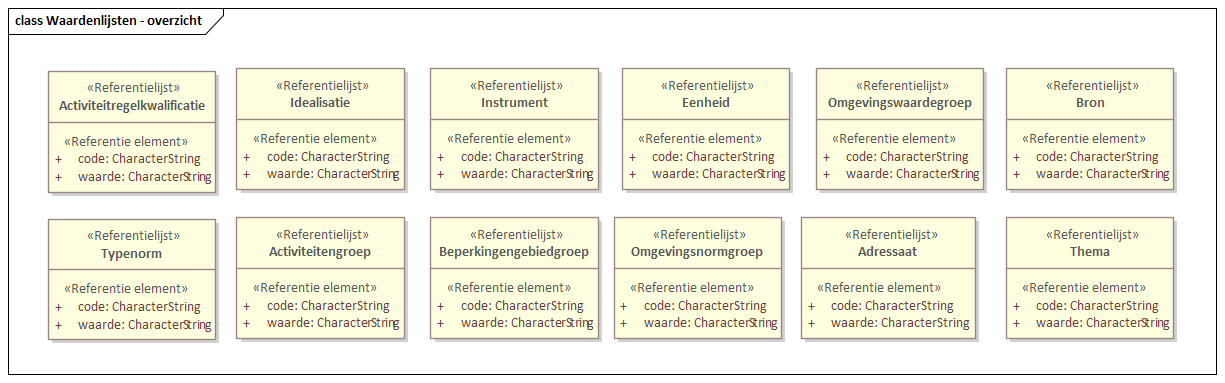 class Waardenlijsten - overzicht
«Referentielijst»
Activiteitregelkwalificatie
«Referentie element»
+ code: CharacterString
+ waarde: CharacterString
«Referentielijst»
Idealisatie
«Referentie element»
+ code: CharacterString
+ waarde: CharacterString
«Referentielijst»
Instrument
«Referentie element»
+ code: CharacterString
+ waarde: CharacterString
«Referentielijst»
Eenheid
«Referentie element»
+ code: CharacterString
+ waarde: CharacterString
«Referentielijst»
Omgevingswaardegroep
«Referentie element»
+ code: CharacterString
+ waarde: CharacterString
«Referentielijst»
Bron
«Referentie element»
+ code: CharacterString
+ waarde: CharacterString
«Referentielijst»
Typenorm
«Referentie element»
+ code: CharacterString
+ waarde: CharacterString
«Referentielijst»
Activiteitengroep
«Referentie element»
+ code: CharacterString
+ waarde: CharacterString
«Referentielijst»
Beperkingengebiedgroep
«Referentie element»
+ code: CharacterString
+ waarde: CharacterString
«Referentielijst»
Omgevingsnormgroep
«Referentie element»
+ code: CharacterString
+ waarde: CharacterString
«Referentielijst»
Adressaat
«Referentie element»
+ code: CharacterString
+ waarde: CharacterString
«Referentielijst»
Thema
«Referentie element»
+ code: CharacterString
+ waarde: CharacterString